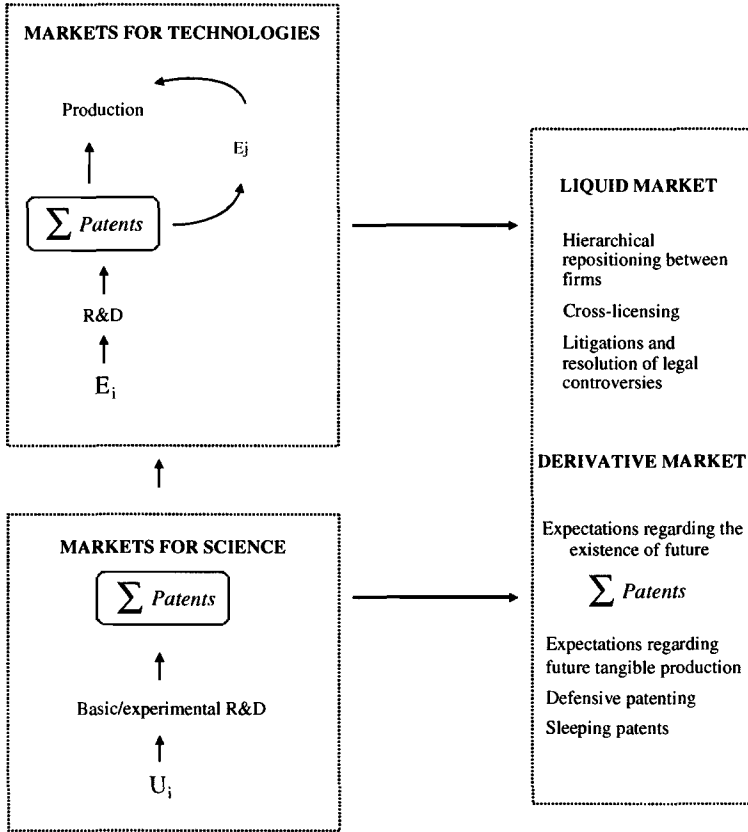 MARKETS FOR TECHNOLOGIES
Production
Ej
∑ Patents
R&D
Ei
MARKETS FOR SCIENCE
∑ Patents
Basic/experimental R&D
Ui
LIQUID MARKET
Hierarchical
repositioning between
firms
Cross-licensing
Litigations and
resolution of legal
controversies
DERIVATIVE MARKET
Expectations regarding the
existence of future
∑ Patents
Expectations regarding
future tangible production
Defensive patenting
Sleeping patents